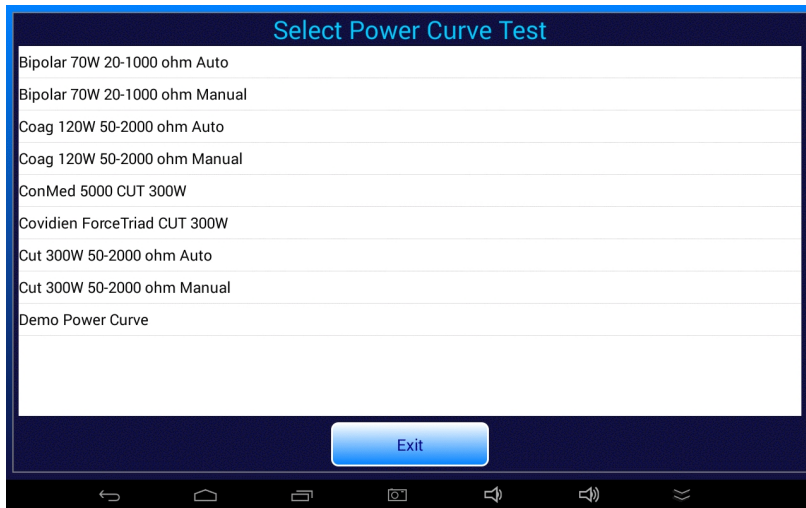 Select Power Curve Test
Bipolar 70W 20-1000 ohm Auto
Bipolar 70W 20-1000 ohm Manual
Coag 120W 50-2000 ohm Auto
Coag 120W 50-2000 ohm Manual
ConMed 5000 CUT 300W
Covidien ForceTriad CUT 300W
Cut 300W 50-2000 ohm Auto
Cut 300W 50-2000 ohm Manual
Demo Power Curve
Exit